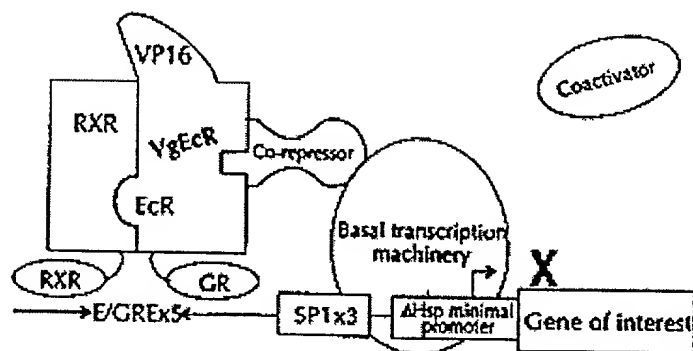 VP16
Coactivator
RXR
VgEcR
Co-repressor
EcR
Basal transcription
machinery
X
RXR
GR
E/GREx5
SP1x3
ΔHsp minimal
promoter
Gene of interest